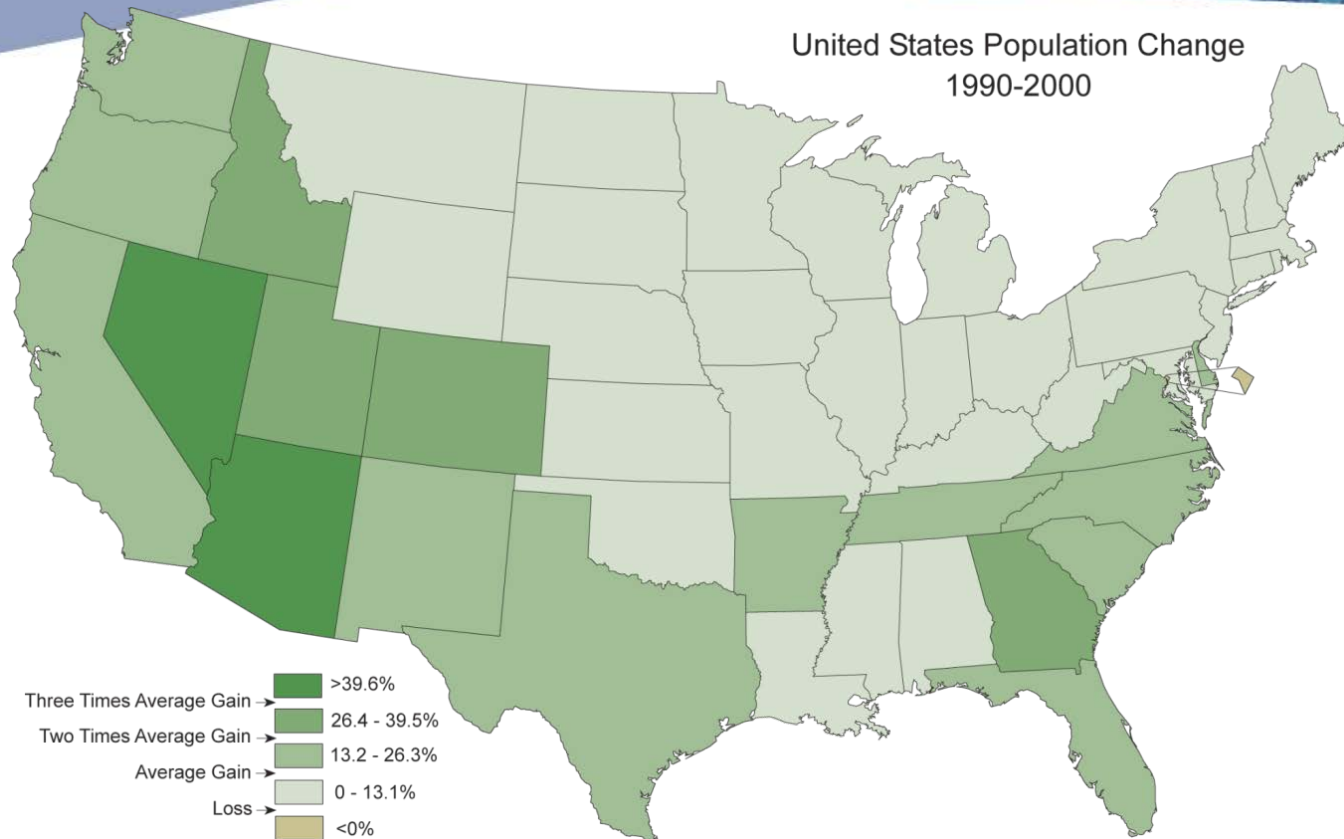 United States Population Change
1990-2000
>39.6%
Three Times Average Gain
26.4 - 39.5%
Two Times Average Gain
13.2 - 26.3%
Average Gain
0 - 13.1%
Loss
<0%